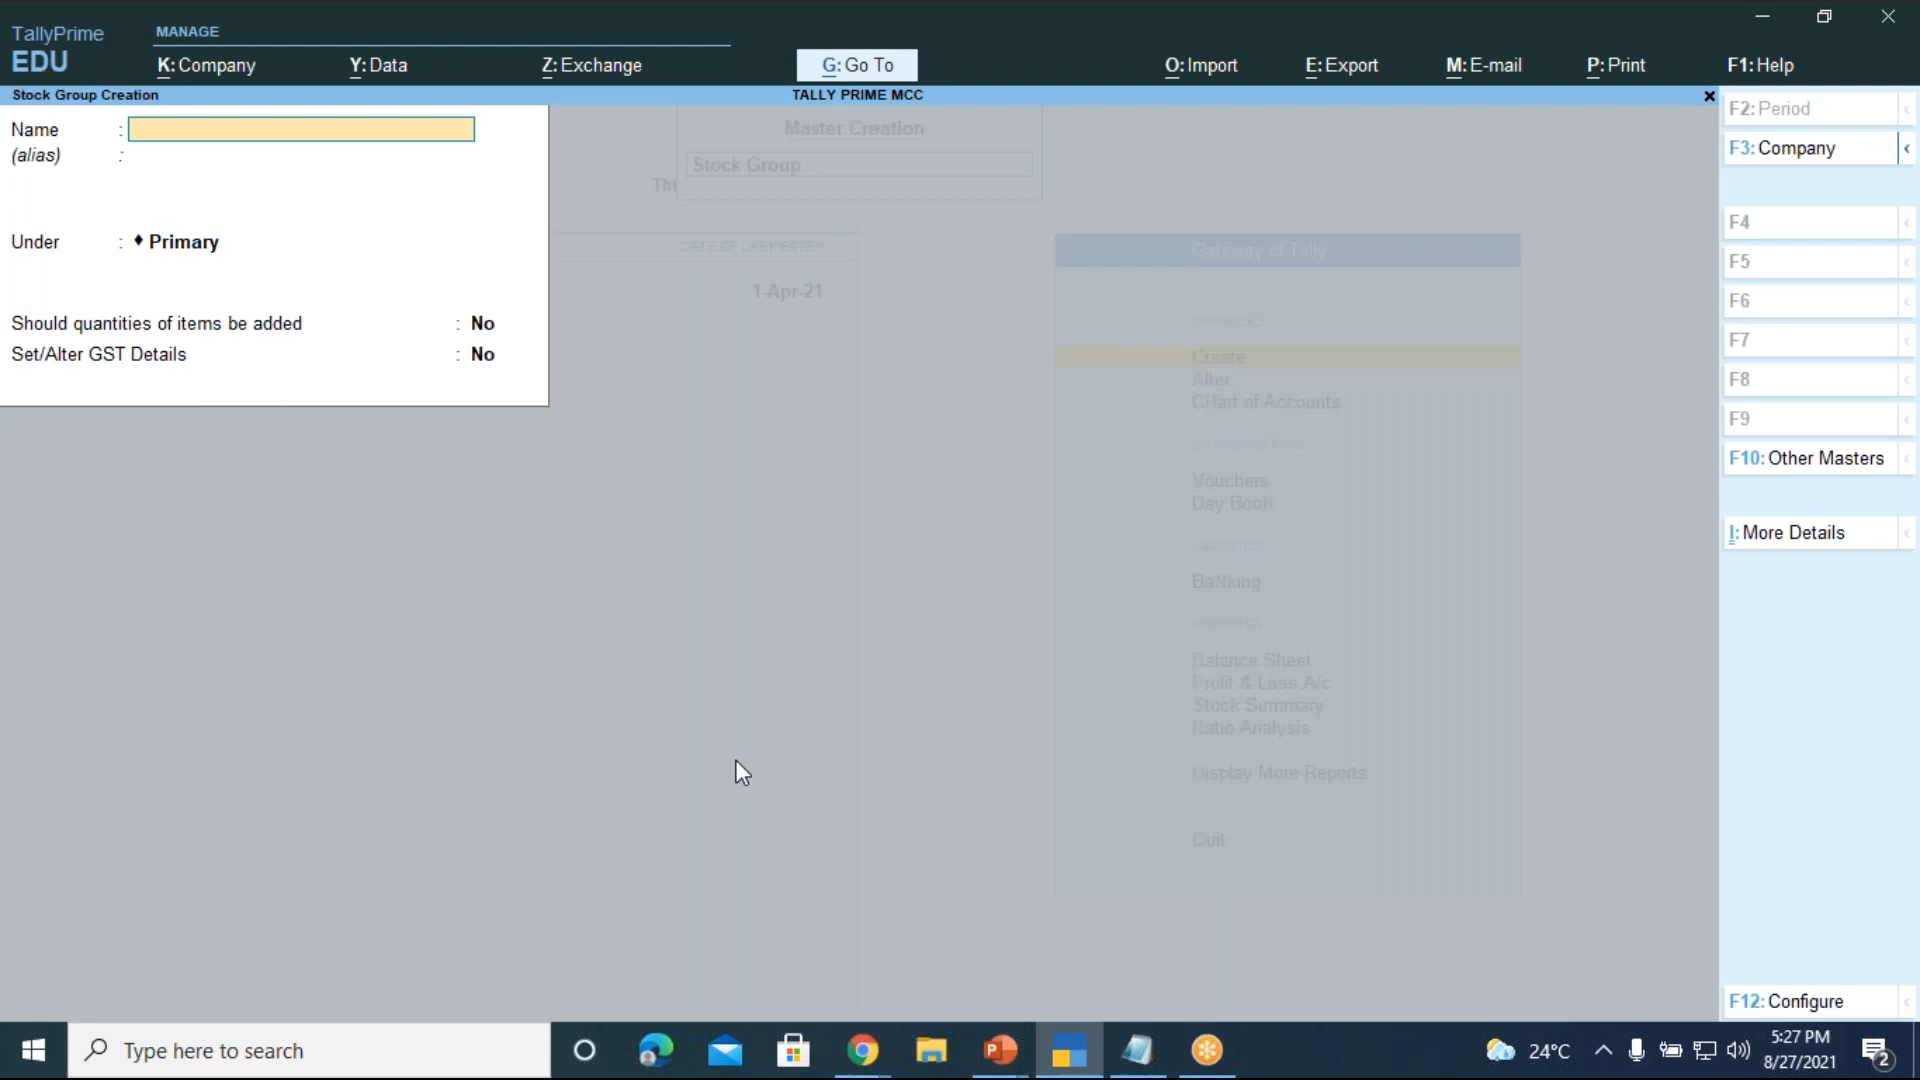 TallyPrime
EDU
MANAGE
K: Company
Y: Data
Z: Exchange
G: Go To
O: Import
E: Export
M: E-mail
P: Print
F1: Help
Stock Group Creation
TALLY PRIME MCC
Name :
(alias) :
Under : ♦ Primary
Should quantities of items be added : No
Set/Alter GST Details : No
Master Creation
Stock Group
DATE OF LAST ENTRY
1-Apr-21
Gateway of Tally
Create
Alter
CHart of Accounts
Vouchers
Day BooK
BaNking
Balance Sheet
Profit & Loss A/c
Stock Summary
Ratio Analysis
Display More Reports
Quit
F2: Period
F3: Company
F4
F5
F6
F7
F8
F9
F10: Other Masters
I: More Details
F12: Configure
Type here to search
24°C
5:27 PM
8/27/2021
2